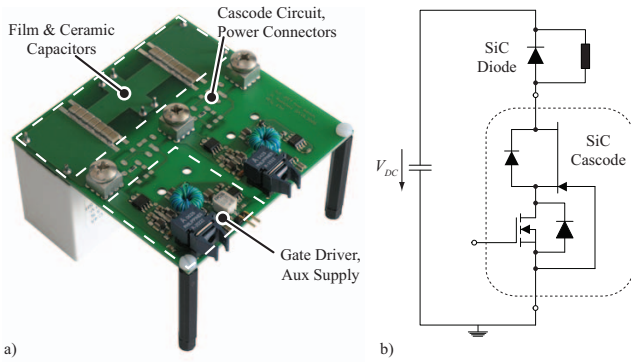 Film & Ceramic
Capacitors
Cascode Circuit,
Power Connectors
Gate Driver,
Aux Supply
a)
SiC
Diode
SiC
Cascode
V_DC
b)